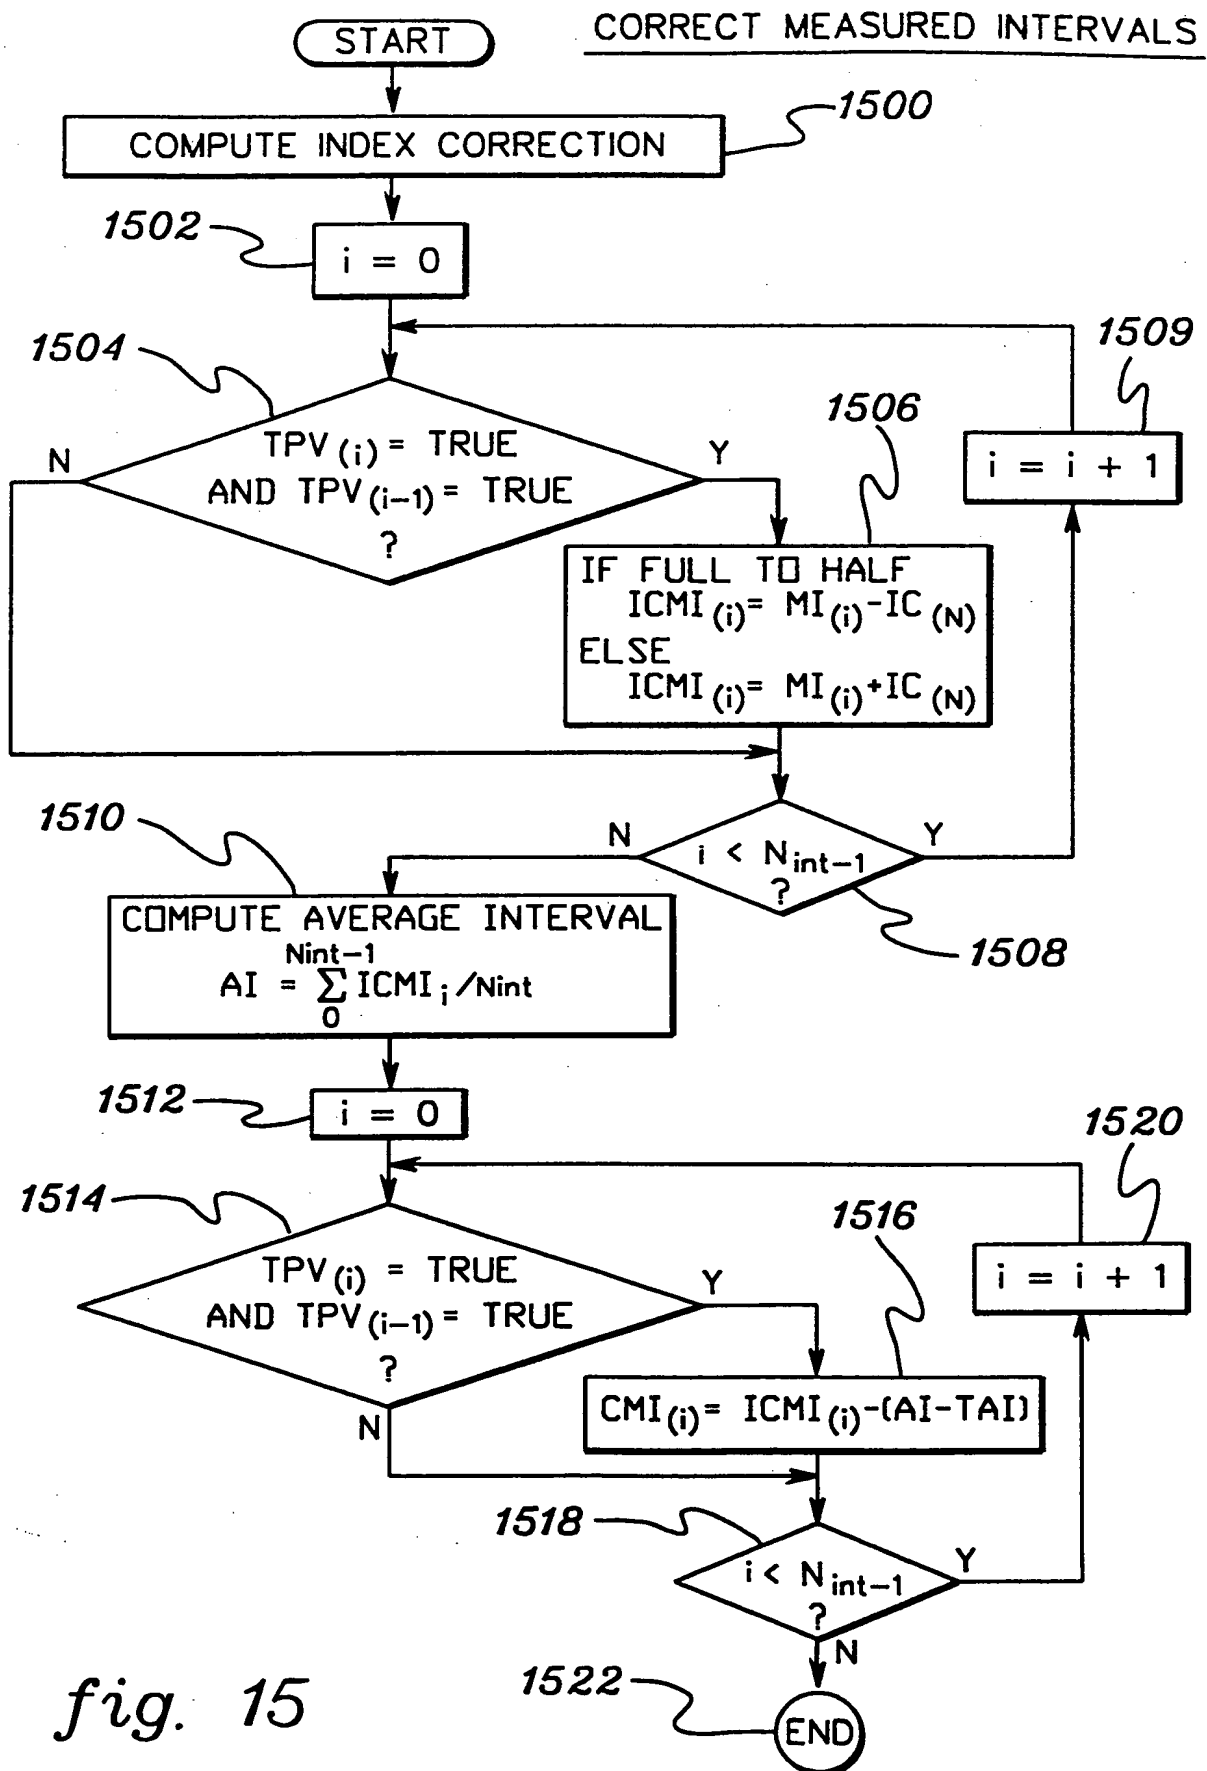 CORRECT MEASURED INTERVALS
START
1500
COMPUTE INDEX CORRECTION
1502
i = 0
1504
TPV(i) = TRUE
AND TPV(i-1) = TRUE
?
N
Y
1506
1509
i = i + 1
IF FULL TO HALF
ICMI(i) = MI(i)-IC(N)
ELSE
ICMI(i) = MI(i)+IC(N)
1510
N
i < Nint-1
?
Y
1508
COMPUTE AVERAGE INTERVAL
Nint-1
AI = ∑ ICMIi /Nint
0
1512
i = 0
1514
TPV(i) = TRUE
AND TPV(i-1) = TRUE
?
Y
N
1516
1520
i = i + 1
CMI(i) = ICMI(i)-(AI-TAI)
1518
i < Nint-1
?
Y
N
1522
END
fig. 15